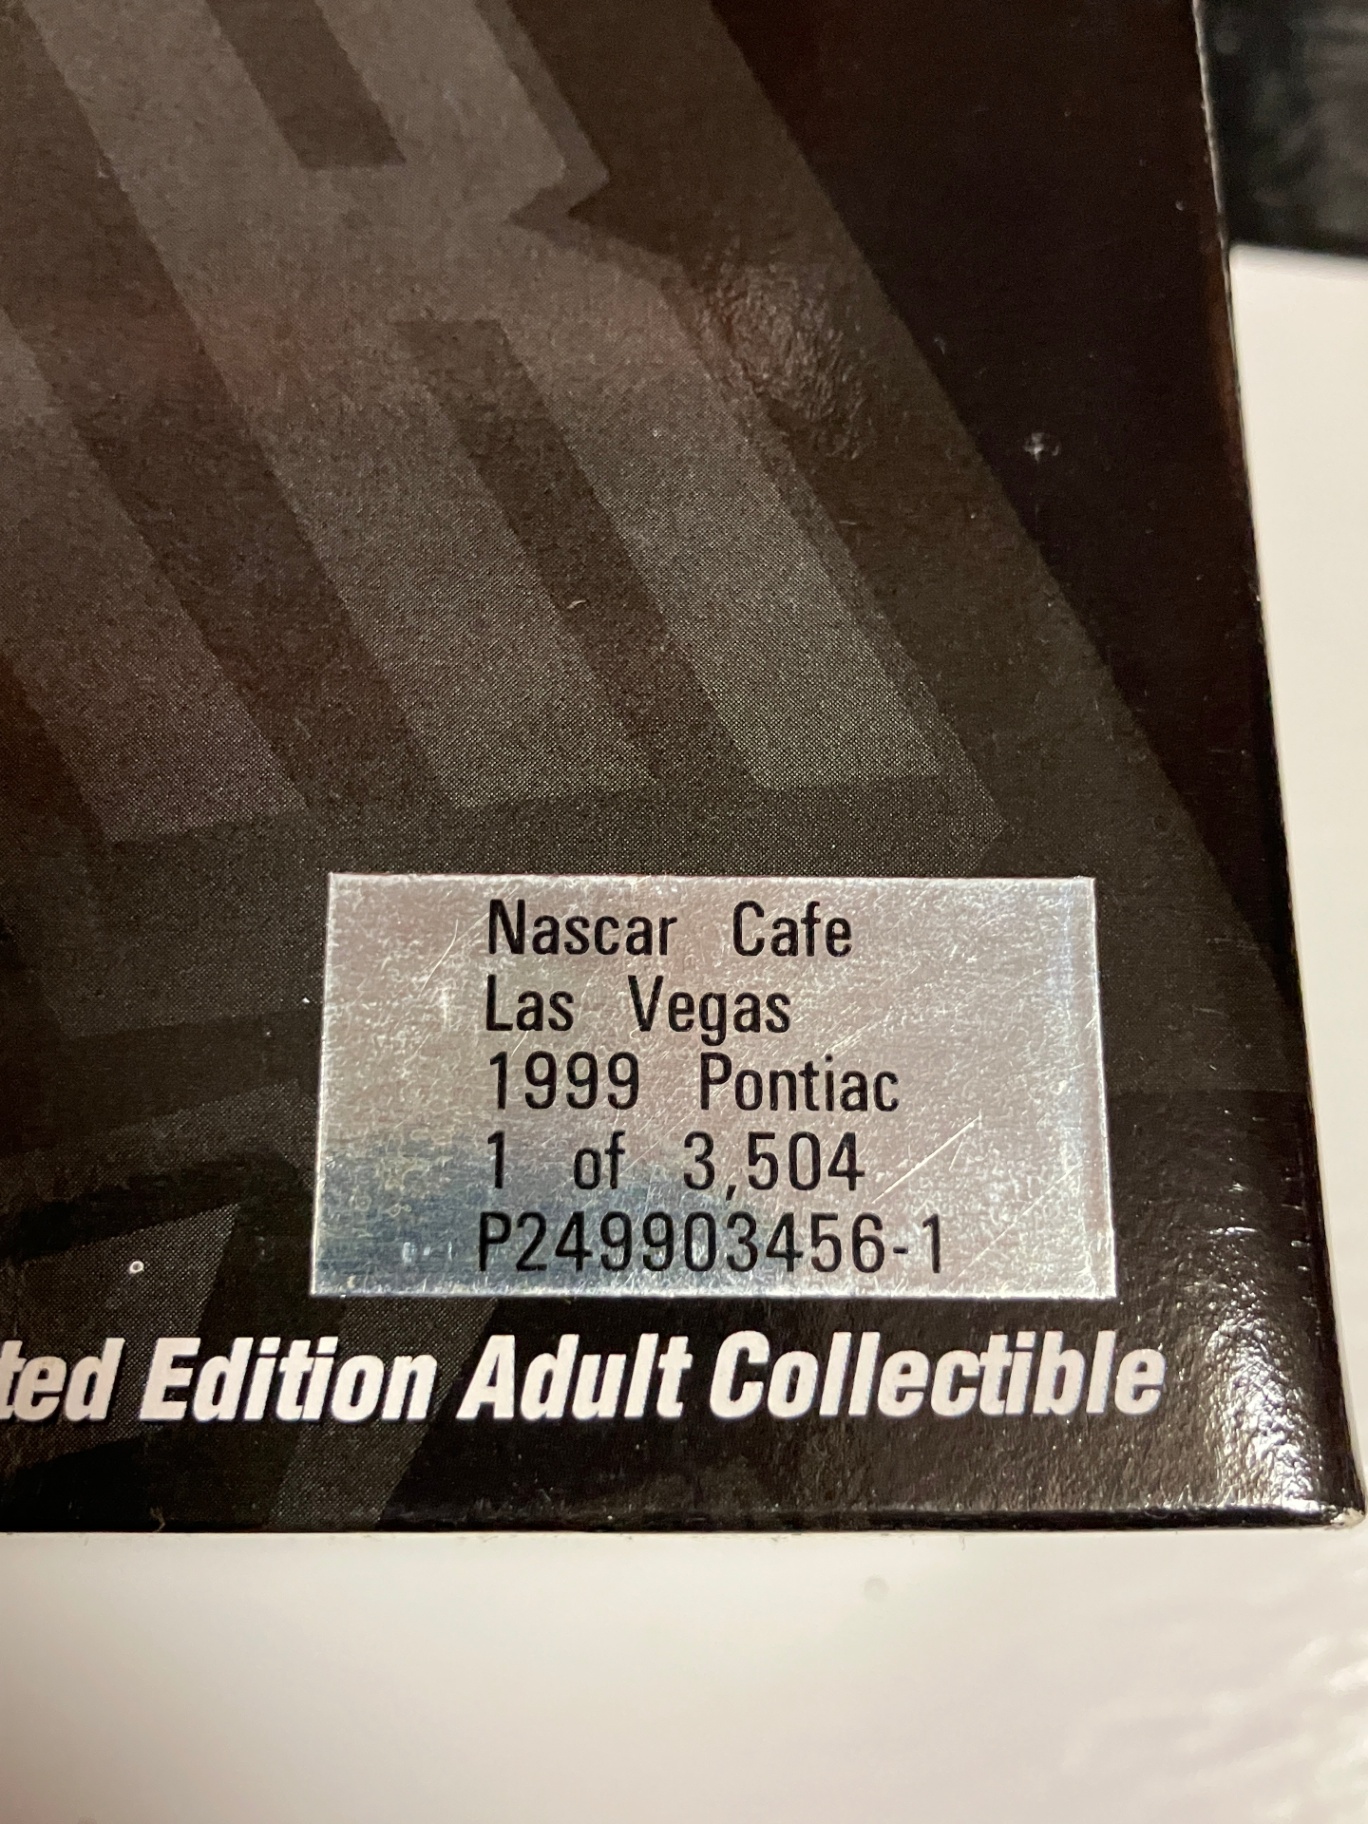 Nascar Cafe
Las Vegas
1999 Pontiac
1 of 3,504
P249903456-1
ted Edition Adult Collectible